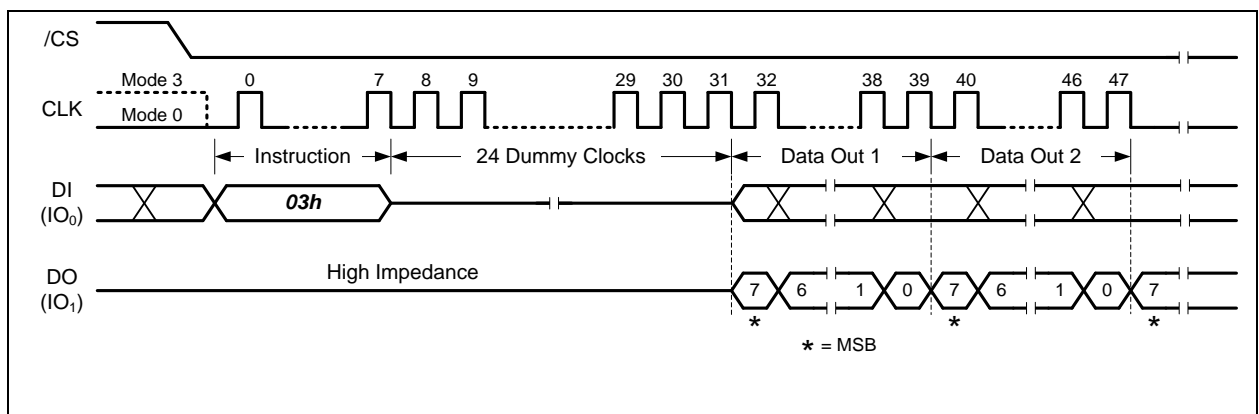 /CS
0 7 8 9 29 30 31 32 38 39 40 46 47
Mode 3
CLK
Mode 0
Instruction 24 Dummy Clocks Data Out 1 Data Out 2
DI
(IO₀)
03h
High Impedance
DO
(IO₁)
7 6 1 0 7 6 1 0 7
* * *
* = MSB